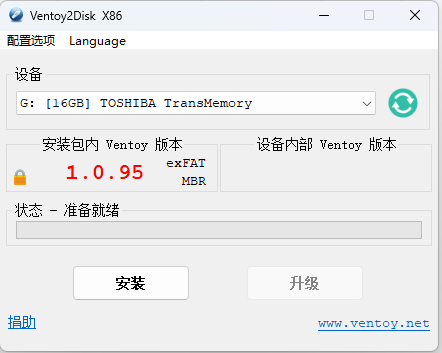 Ventoy2Disk X86
配置选项 Language
设备
G: [16GB] TOSHIBA TransMemory
安装包内 Ventoy 版本 设备内部 Ventoy 版本
1.0.95 exFAT
MBR
状态 - 准备就绪
安装 升级
捐助 www.ventoy.net